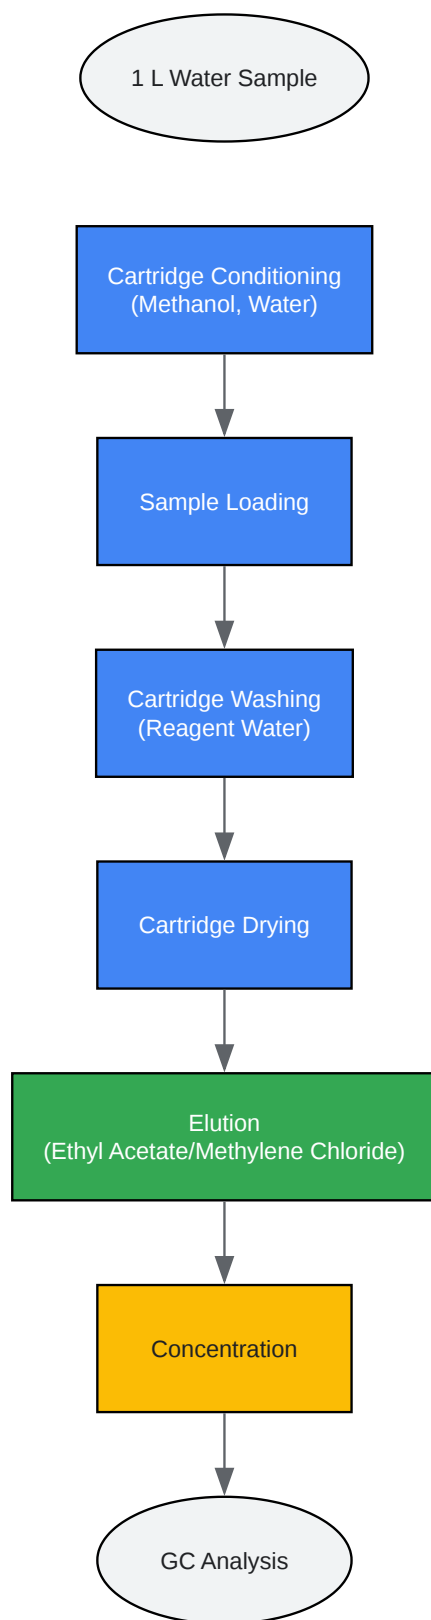 1 L Water Sample
Cartridge Conditioning
(Methanol, Water)
Sample Loading
Cartridge Washing
(Reagent Water)
Cartridge Drying
Elution
(Ethyl Acetate/Methylene Chloride)
Concentration
GC Analysis